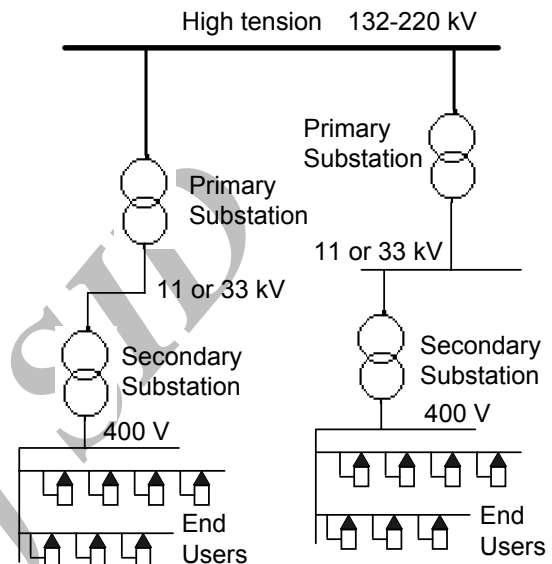 High tension 132-220 kV
Primary
Substation
Primary
Substation
11 or 33 kV
11 or 33 kV
Secondary
Substation
Secondary
Substation
400 V
400 V
End
Users
End
Users
SID